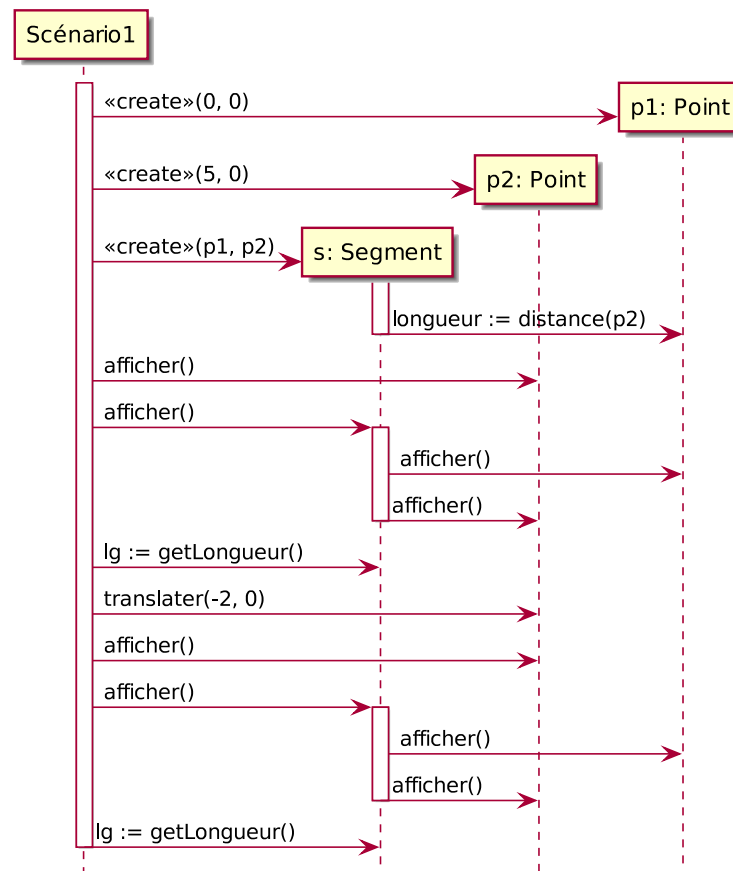 Scénario1
«create»(0, 0)
p1: Point
«create»(5, 0)
p2: Point
«create»(p1, p2)
s: Segment
longueur := distance(p2)
afficher()
afficher()
afficher()
afficher()
lg := getLongueur()
translater(-2, 0)
afficher()
afficher()
afficher()
afficher()
lg := getLongueur()